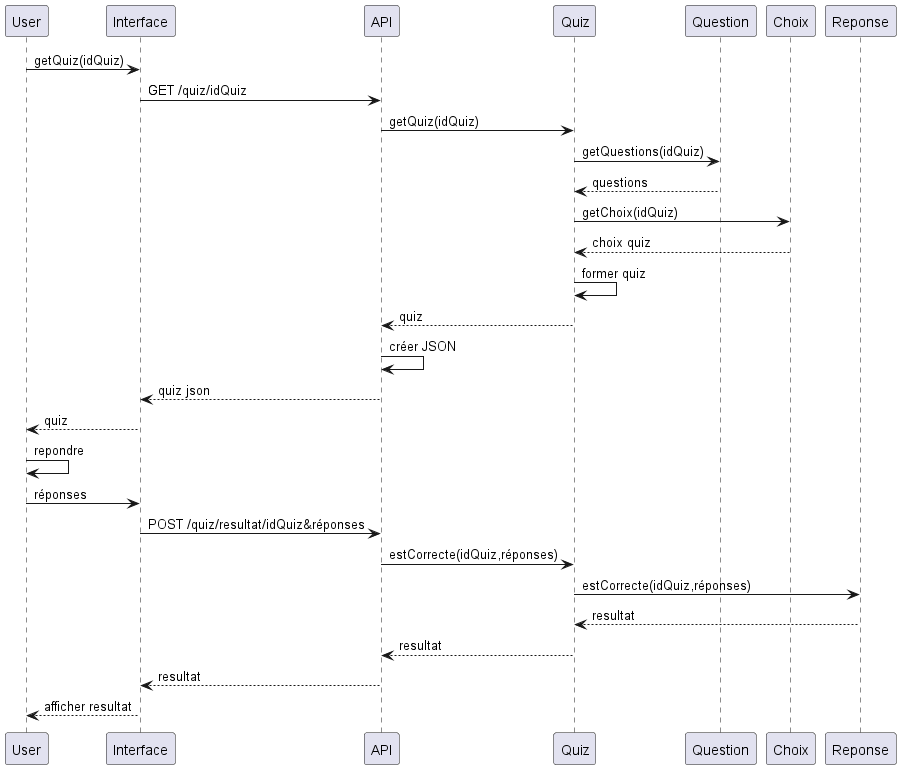 User Interface API Quiz Question Choix Reponse
getQuiz(idQuiz)
GET /quiz/idQuiz
getQuiz(idQuiz)
getQuestions(idQuiz)
questions
getChoix(idQuiz)
choix quiz
former quiz
quiz
créer JSON
quiz json
quiz
repondre
réponses
POST /quiz/resultat/idQuiz&réponses
estCorrecte(idQuiz,réponses)
estCorrecte(idQuiz,réponses)
resultat
resultat
resultat
afficher resultat
User Interface API Quiz Question Choix Reponse